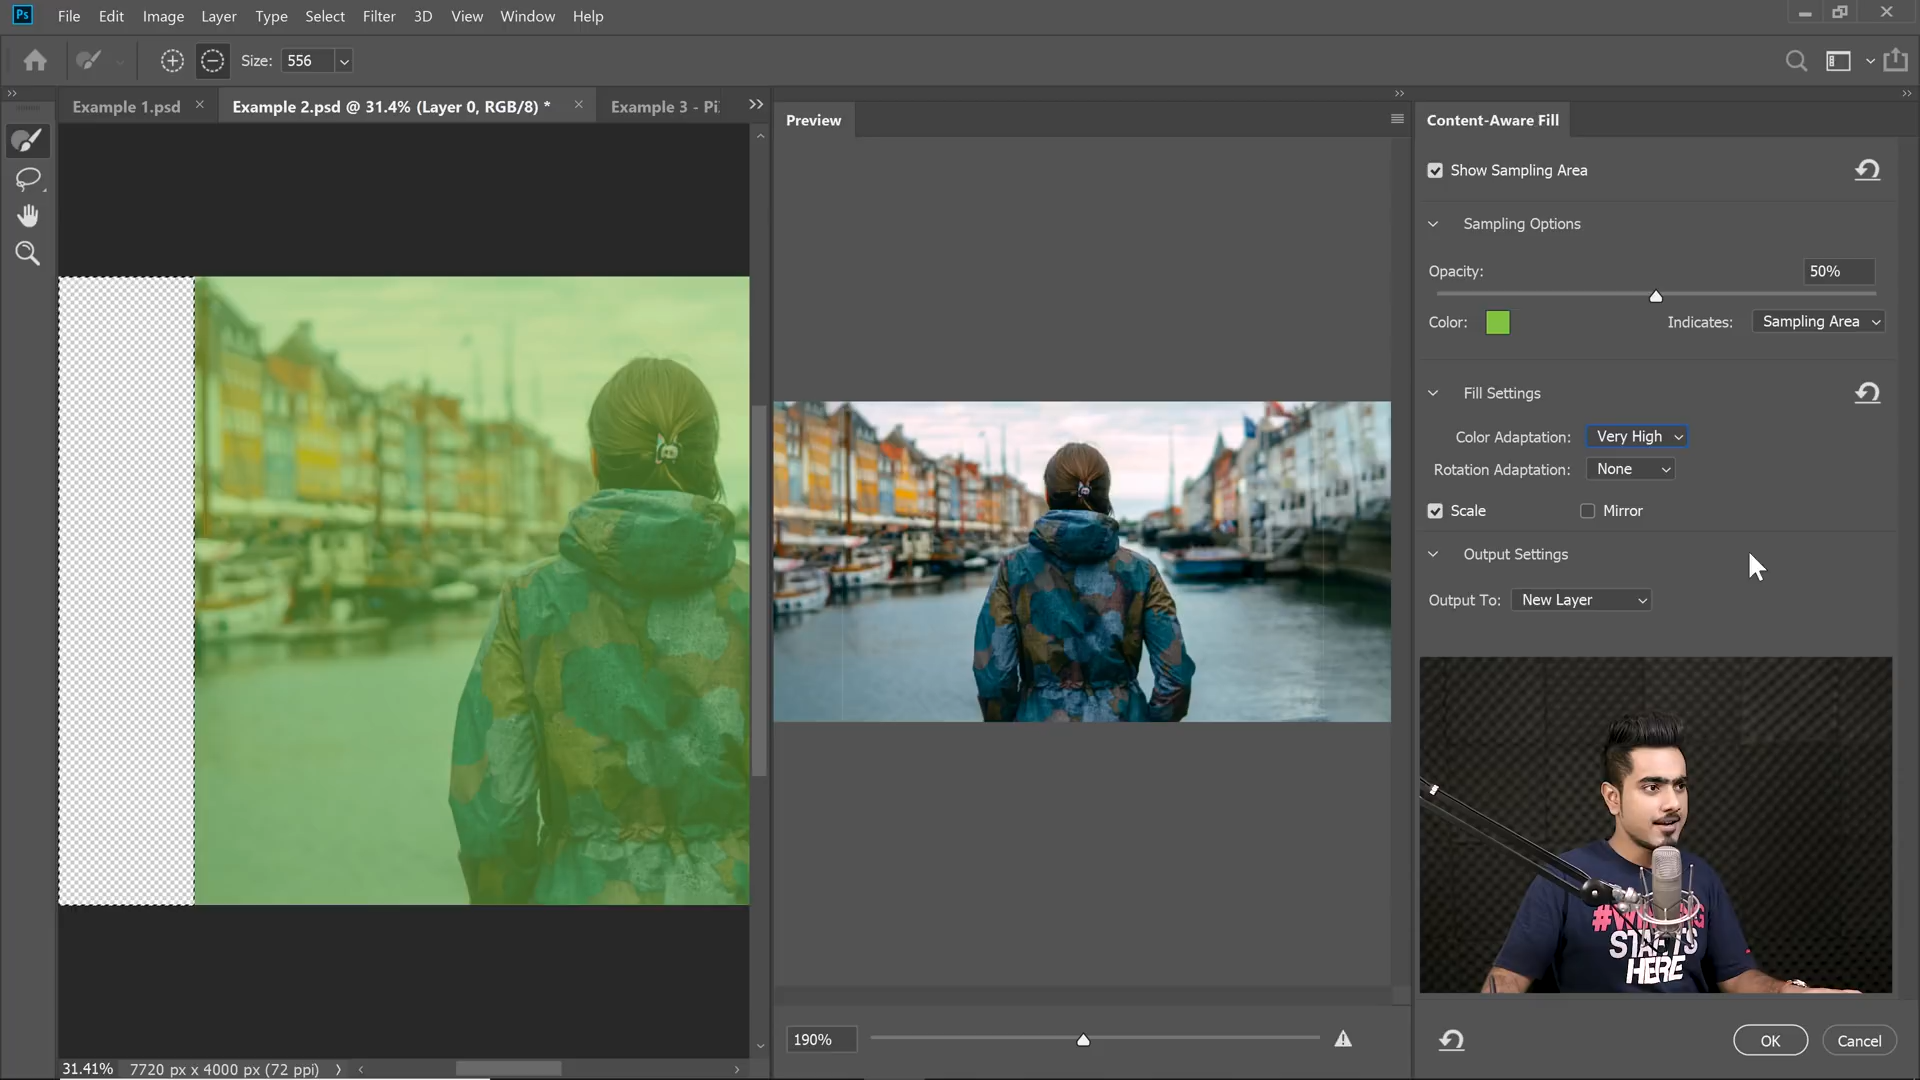 Ps File Edit Image Layer Type Select Filter 3D View Window Help
Size: 556
Example 1.psd × Example 2.psd @ 31.4% (Layer 0, RGB/8) * × Example 3 - Pi
Preview
Content-Aware Fill
Show Sampling Area
Sampling Options
Opacity: 50%
Color: Indicates: Sampling Area
Fill Settings
Color Adaptation: Very High
Rotation Adaptation: None
Scale Mirror
Output Settings
Output To: New Layer
STARTS
HERE
190%
OK Cancel
31.41% 7720 px x 4000 px (72 ppi)